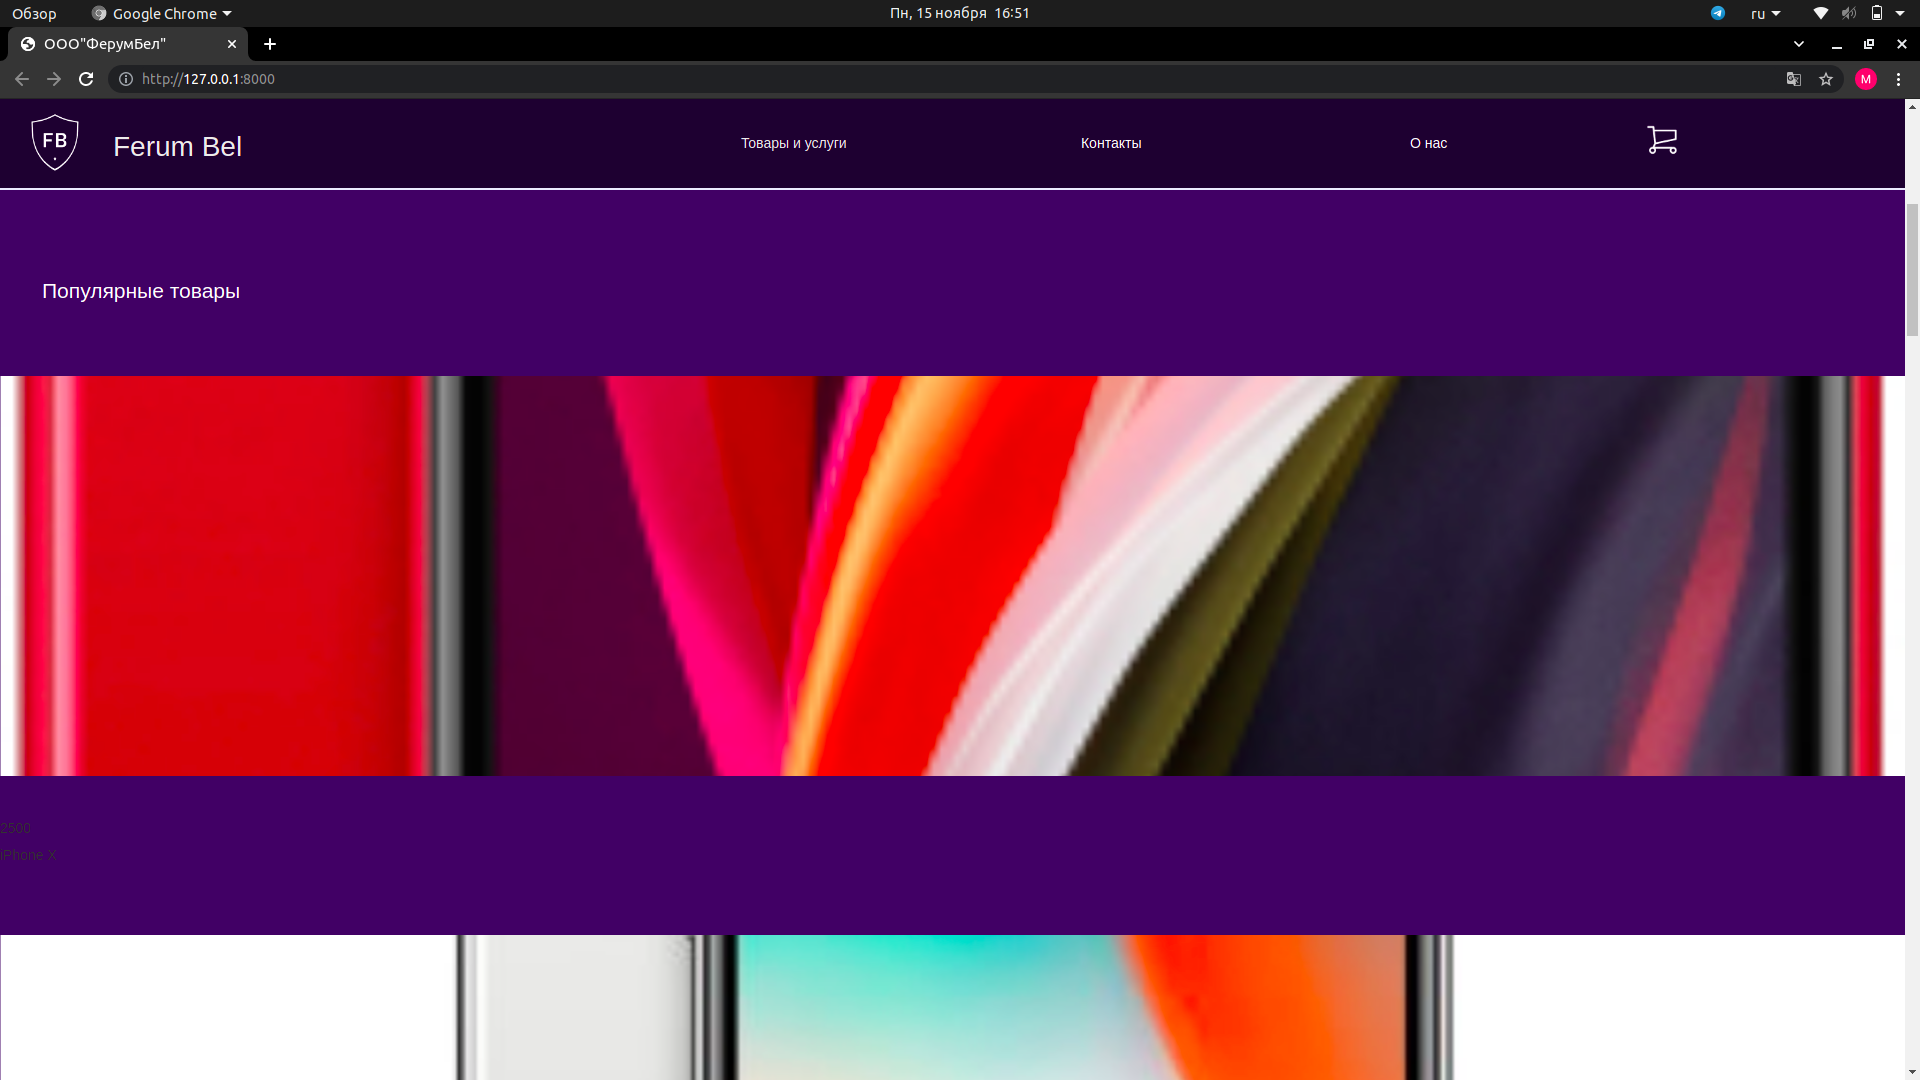 Обзор
Google Chrome
Пн, 15 ноября 16:51
ru
ООО"ФерумБел"
http://127.0.0.1:8000
M
FB
Ferum Bel
Товары и услуги
Контакты
О нас
Популярные товары
2500
iPhone X